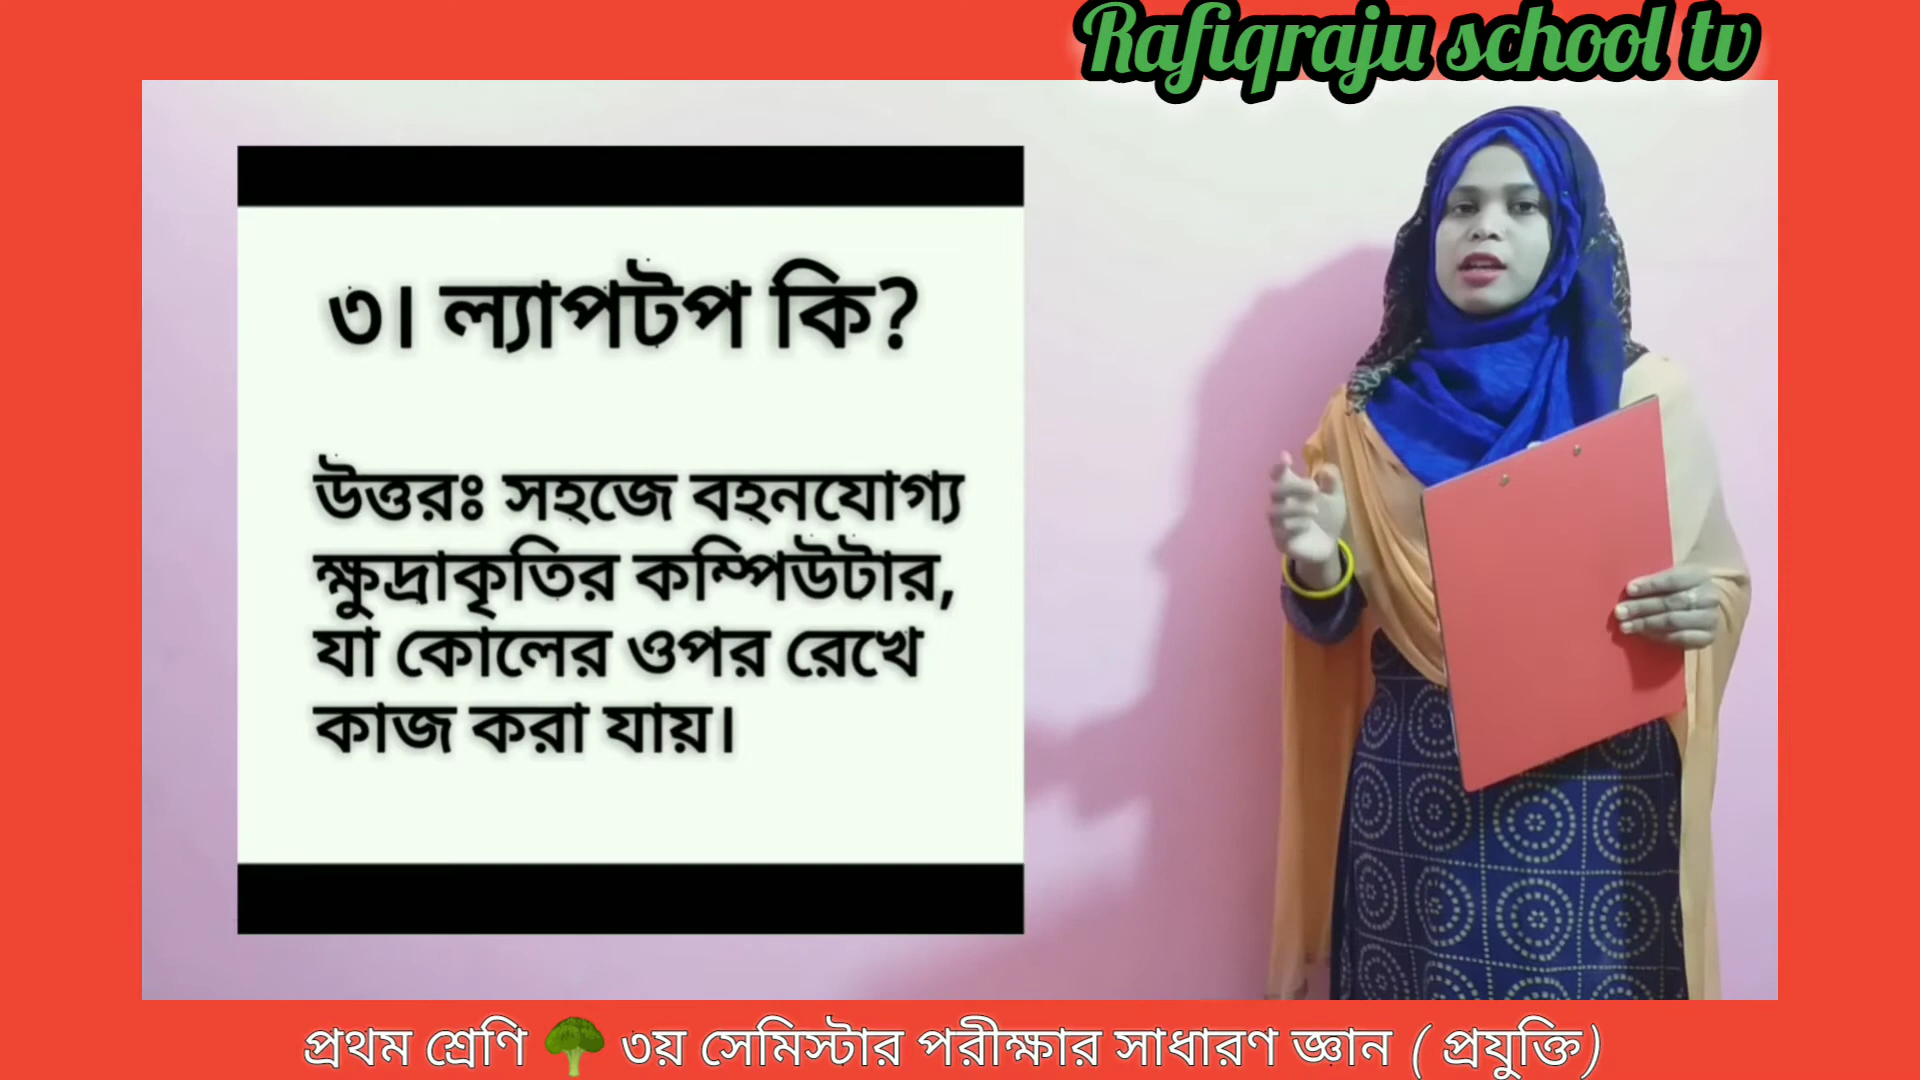 Rafiqraju school tv
৩। ল্যাপটপ কি?
উত্তরঃ সহজে বহনযোগ্য
ক্ষুদ্রাকৃতির কম্পিউটার,
যা কোলের ওপর রেখে
কাজ করা যায়।
প্রথম শ্রেণি 🥦 ৩য় সেমিস্টার পরীক্ষার সাধারণ জ্ঞান ( প্রযুক্তি)